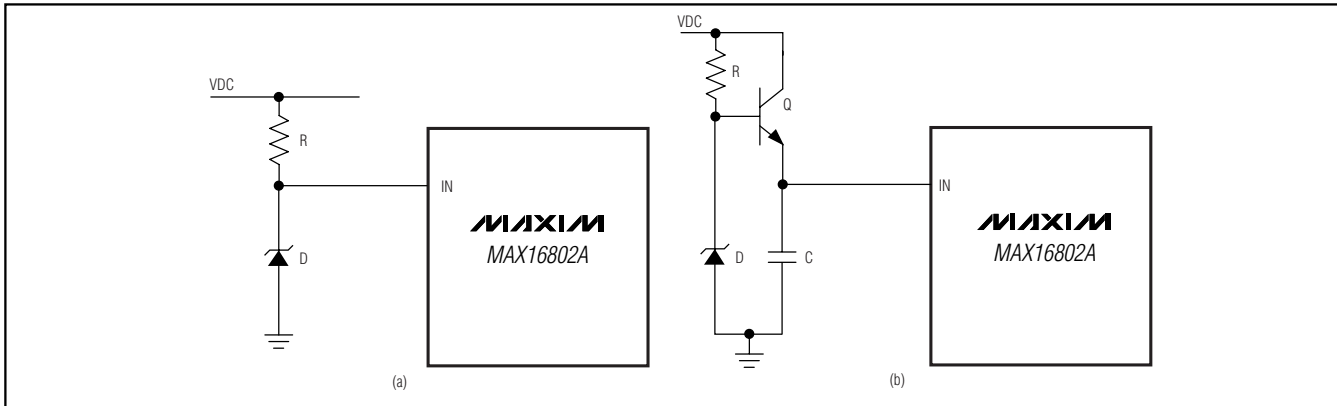 VDC
R
IN
D
MAXIM
MAX16802A
(a)
VDC
R
Q
IN
D
C
MAXIM
MAX16802A
(b)